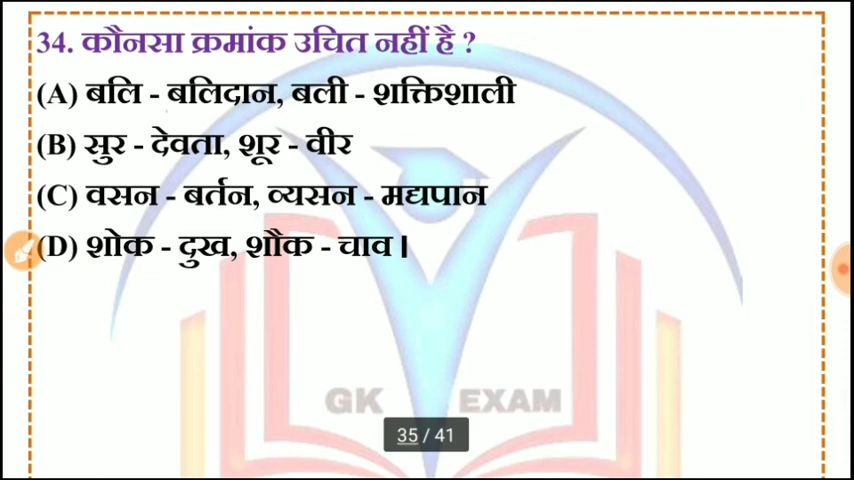 34. कौनसा क्रमांक उचित नहीं है ?
(A) बलि - बलिदान, बली - शक्तिशाली
(B) सुर - देवता, शूर - वीर
(C) वसन - बर्तन, व्यसन - मद्यपान
(D) शोक - दुख, शौक - चाव।
GK EXAM
35 / 41